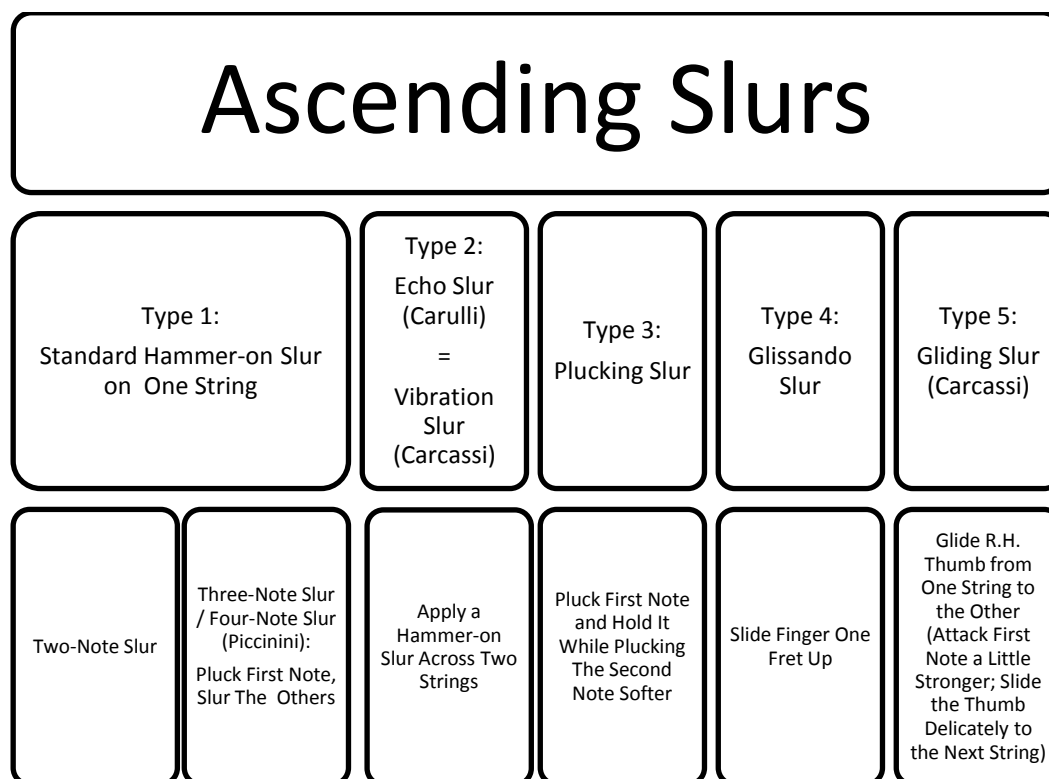 Ascending Slurs
Type 1:
Standard Hammer-on Slur
on One String
Type 2:
Echo Slur
(Carulli)
=
Vibration
Slur
(Carcassi)
Type 3:
Plucking Slur
Type 4:
Glissando
Slur
Type 5:
Gliding Slur
(Carcassi)
Two-Note Slur
Three-Note Slur
/ Four-Note Slur
(Piccinini):
Pluck First Note,
Slur The Others
Apply a
Hammer-on
Slur Across Two
Strings
Pluck First Note
and Hold It
While Plucking
The Second
Note Softer
Slide Finger One
Fret Up
Glide R.H.
Thumb from
One String to
the Other
(Attack First
Note a Little
Stronger; Slide
the Thumb
Delicately to
the Next String)